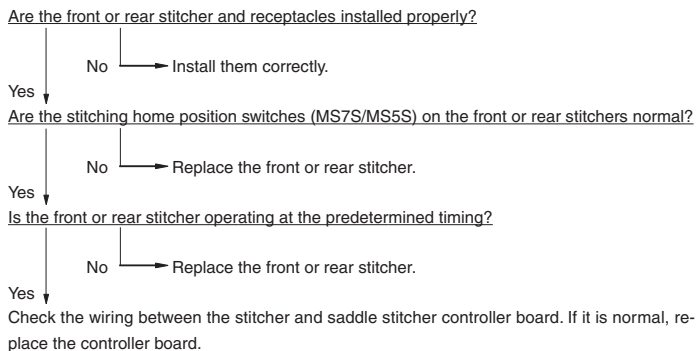 Are the front or rear stitcher and receptacles installed properly?
No Install them correctly.
Yes
Are the stitching home position switches (MS7S/MS5S) on the front or rear stitchers normal?
No Replace the front or rear stitcher.
Yes
Is the front or rear stitcher operating at the predetermined timing?
No Replace the front or rear stitcher.
Yes
Check the wiring between the stitcher and saddle stitcher controller board. If it is normal, re-
place the controller board.